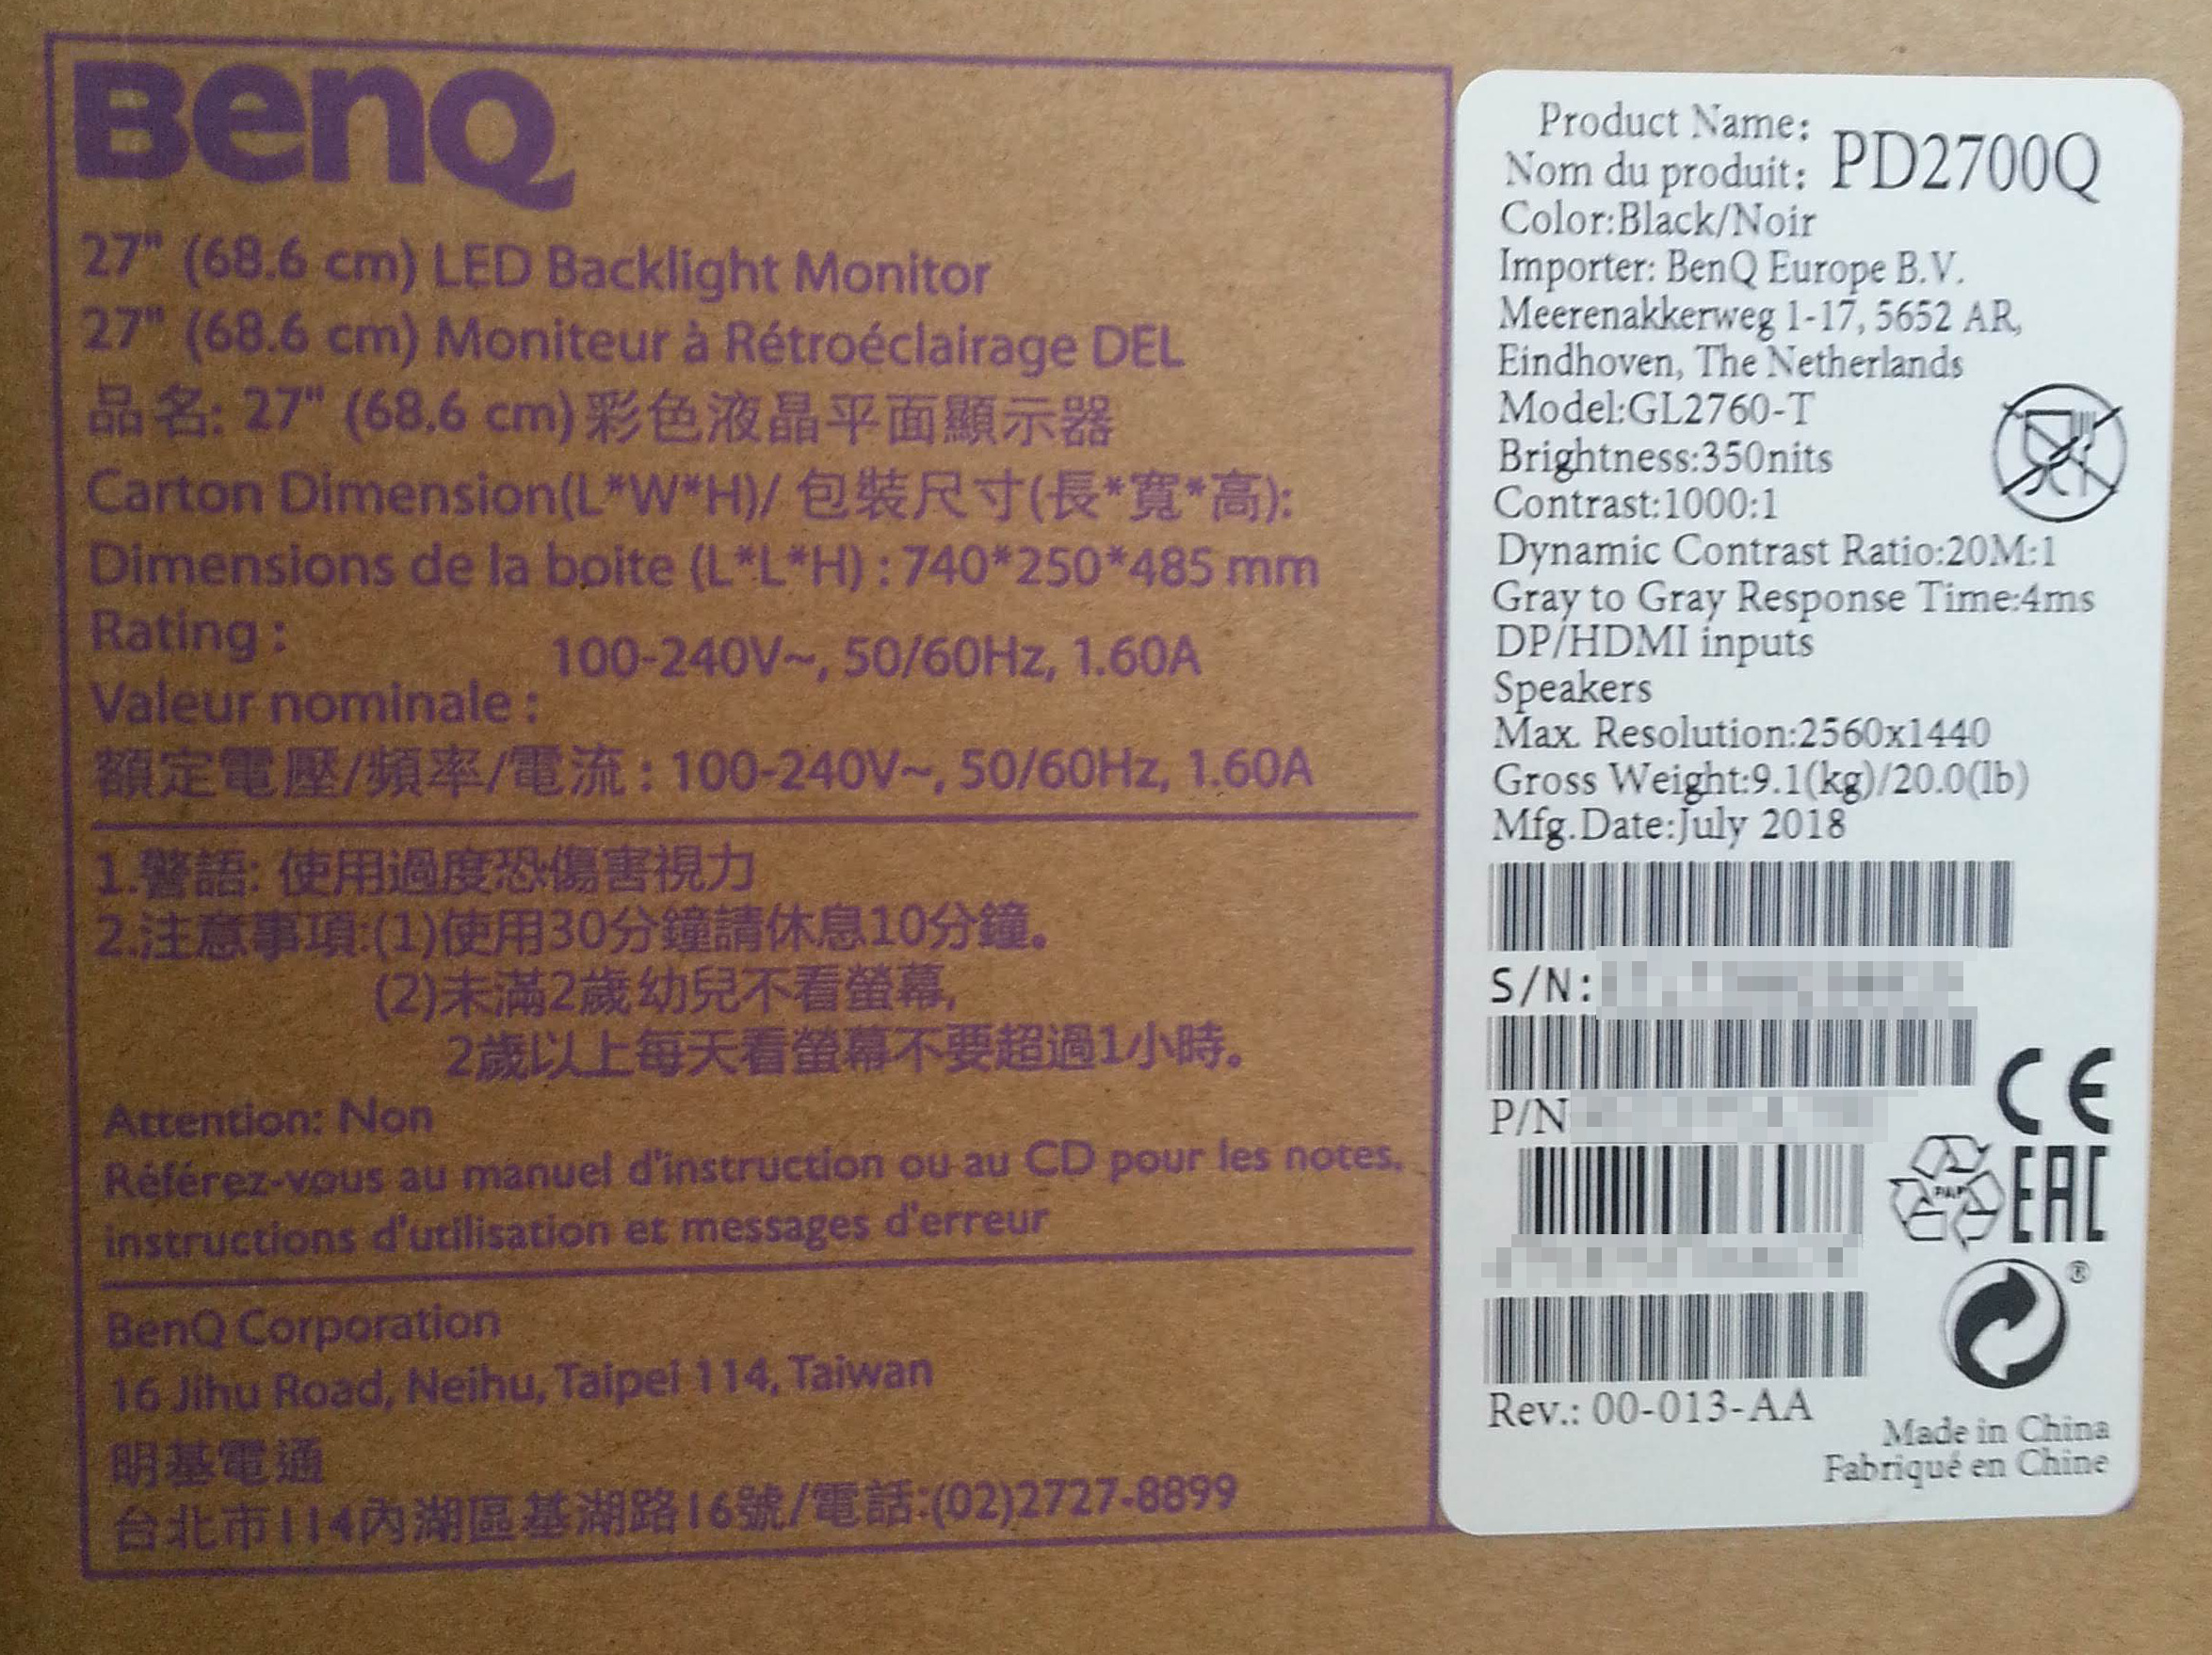 BenQ
27" (68.6 cm) LED Backlight Monitor
27" (68.6 cm) Moniteur à Rétroéclairage DEL
品名: 27" (68.6 cm) 彩色液晶平面顯示器
Carton Dimension(L*W*H)/ 包裝尺寸(長*寬*高):
Dimensions de la boite (L*L*H) : 740*250*485 mm
Rating :
100-240V~, 50/60Hz, 1.60A
Valeur nominale :
額定電壓/頻率/電流 : 100-240V~, 50/60Hz, 1.60A
1.警語: 使用過度恐傷害視力
2.注意事項:(1)使用30分鐘請休息10分鐘。
(2)未滿2歲幼兒不看螢幕,
2歲以上每天看螢幕不要超過1小時。
Attention: Non
Référez-vous au manuel d'instruction ou au CD pour les notes,
instructions d'utilisation et messages d'erreur
BenQ Corporation
16 Jihu Road, Neihu, Taipei 114, Taiwan
明基電通
台北市114內湖區基湖路16號/電話:(02)2727-8899
Product Name:
Nom du produit: PD2700Q
Color:Black/Noir
Importer: BenQ Europe B.V.
Meerenakkerweg 1-17, 5652 AR,
Eindhoven, The Netherlands
Model:GL2760-T
Brightness:350nits
Contrast:1000:1
Dynamic Contrast Ratio:20M:1
Gray to Gray Response Time:4ms
DP/HDMI inputs
Speakers
Max. Resolution:2560x1440
Gross Weight:9.1(kg)/20.0(lb)
Mfg.Date:July 2018
S/N:
P/N
CE
PAP
EAC
®
Rev.: 00-013-AA
Made in China
Fabriqué en Chine